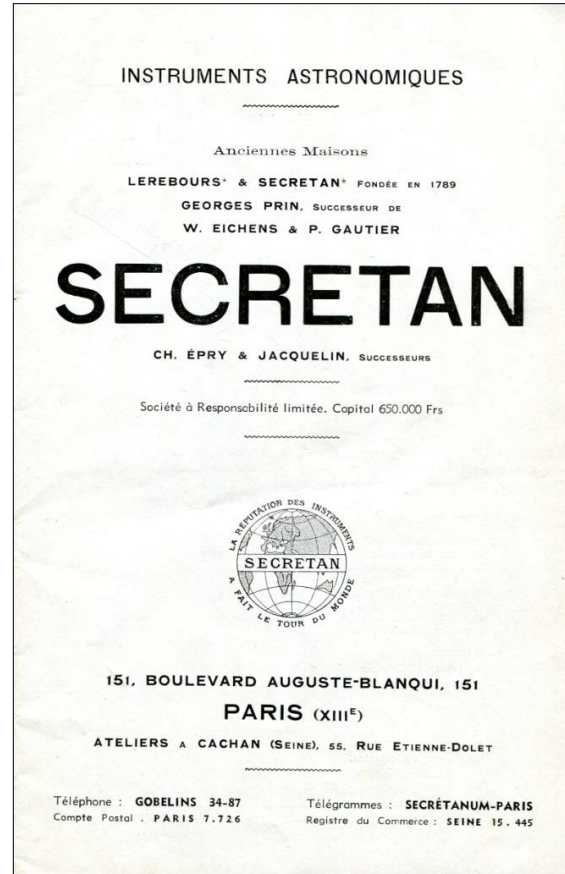 INSTRUMENTS ASTRONOMIQUES
Anciennes Maisons
LEREBOURS* & SECRETAN* FONDÉE EN 1789
GEORGES PRIN, SUCCESSEUR DE
W. EICHENS & P. GAUTIER
SECRETAN
CH. ÉPRY & JACQUELIN, SUCCESSEURS
Société à Responsabilité limitée. Capital 650.000 Frs
LA RÉPUTATION DES INSTRUMENTS
SECRETAN
A FAIT LE TOUR DU MONDE
151, BOULEVARD AUGUSTE-BLANQUI, 151
PARIS (XIIIE)
ATELIERS A CACHAN (SEINE), 55, RUE ETIENNE-DOLET
Téléphone : GOBELINS 34-87
Compte Postal . PARIS 7.726
Télégrammes : SECRÉTANUM-PARIS
Registre du Commerce : SEINE 15.445